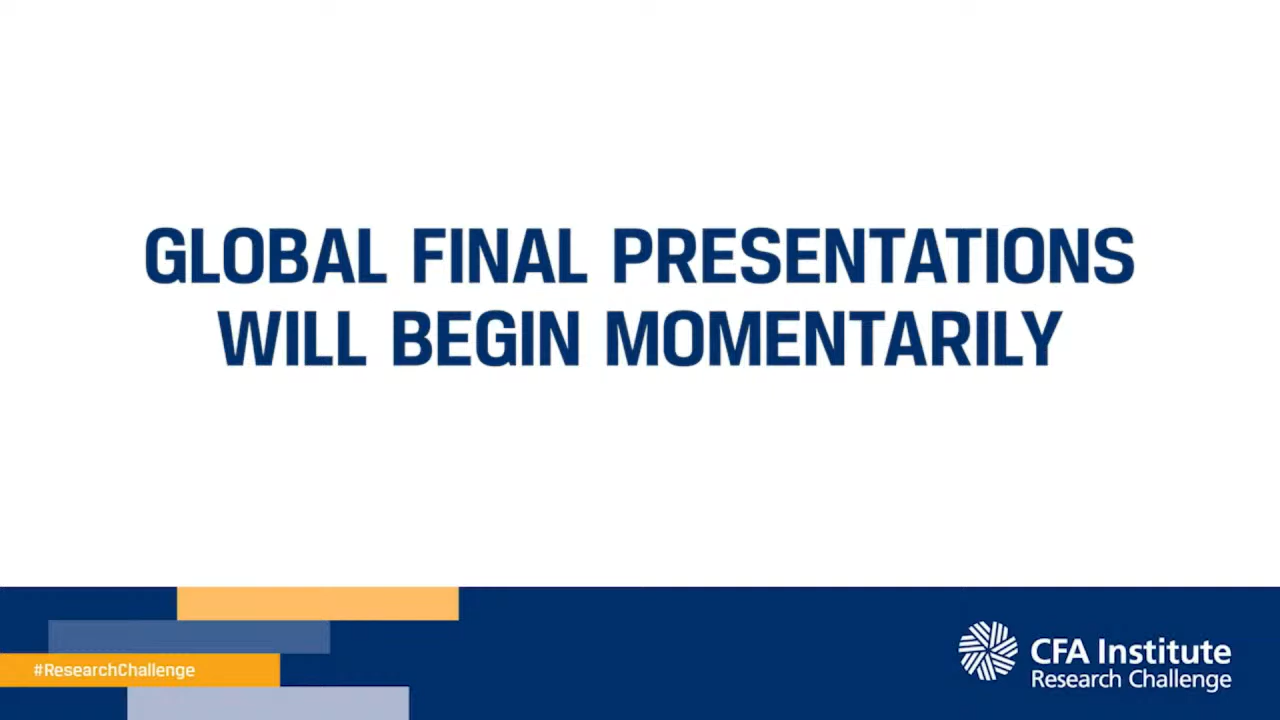 GLOBAL FINAL PRESENTATIONS
WILL BEGIN MOMENTARILY
#ResearchChallenge
CFA Institute
Research Challenge